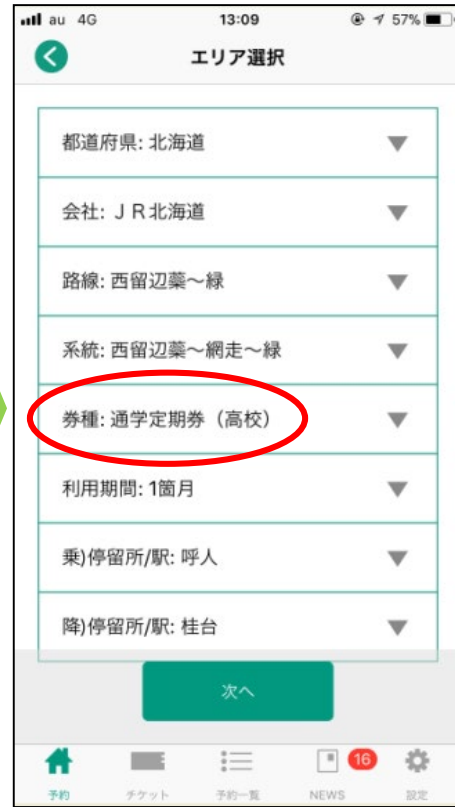 au 4G 13:09 57%
エリア選択
都道府県: 北海道
会社: ＪＲ北海道
路線: 西留辺蘂〜緑
系統: 西留辺蘂〜網走〜緑
券種: 通学定期券（高校）
利用期間: 1箇月
乗)停留所/駅: 呼人
降)停留所/駅: 桂台
次へ
16
予約 チケット 予約一覧 NEWS 設定